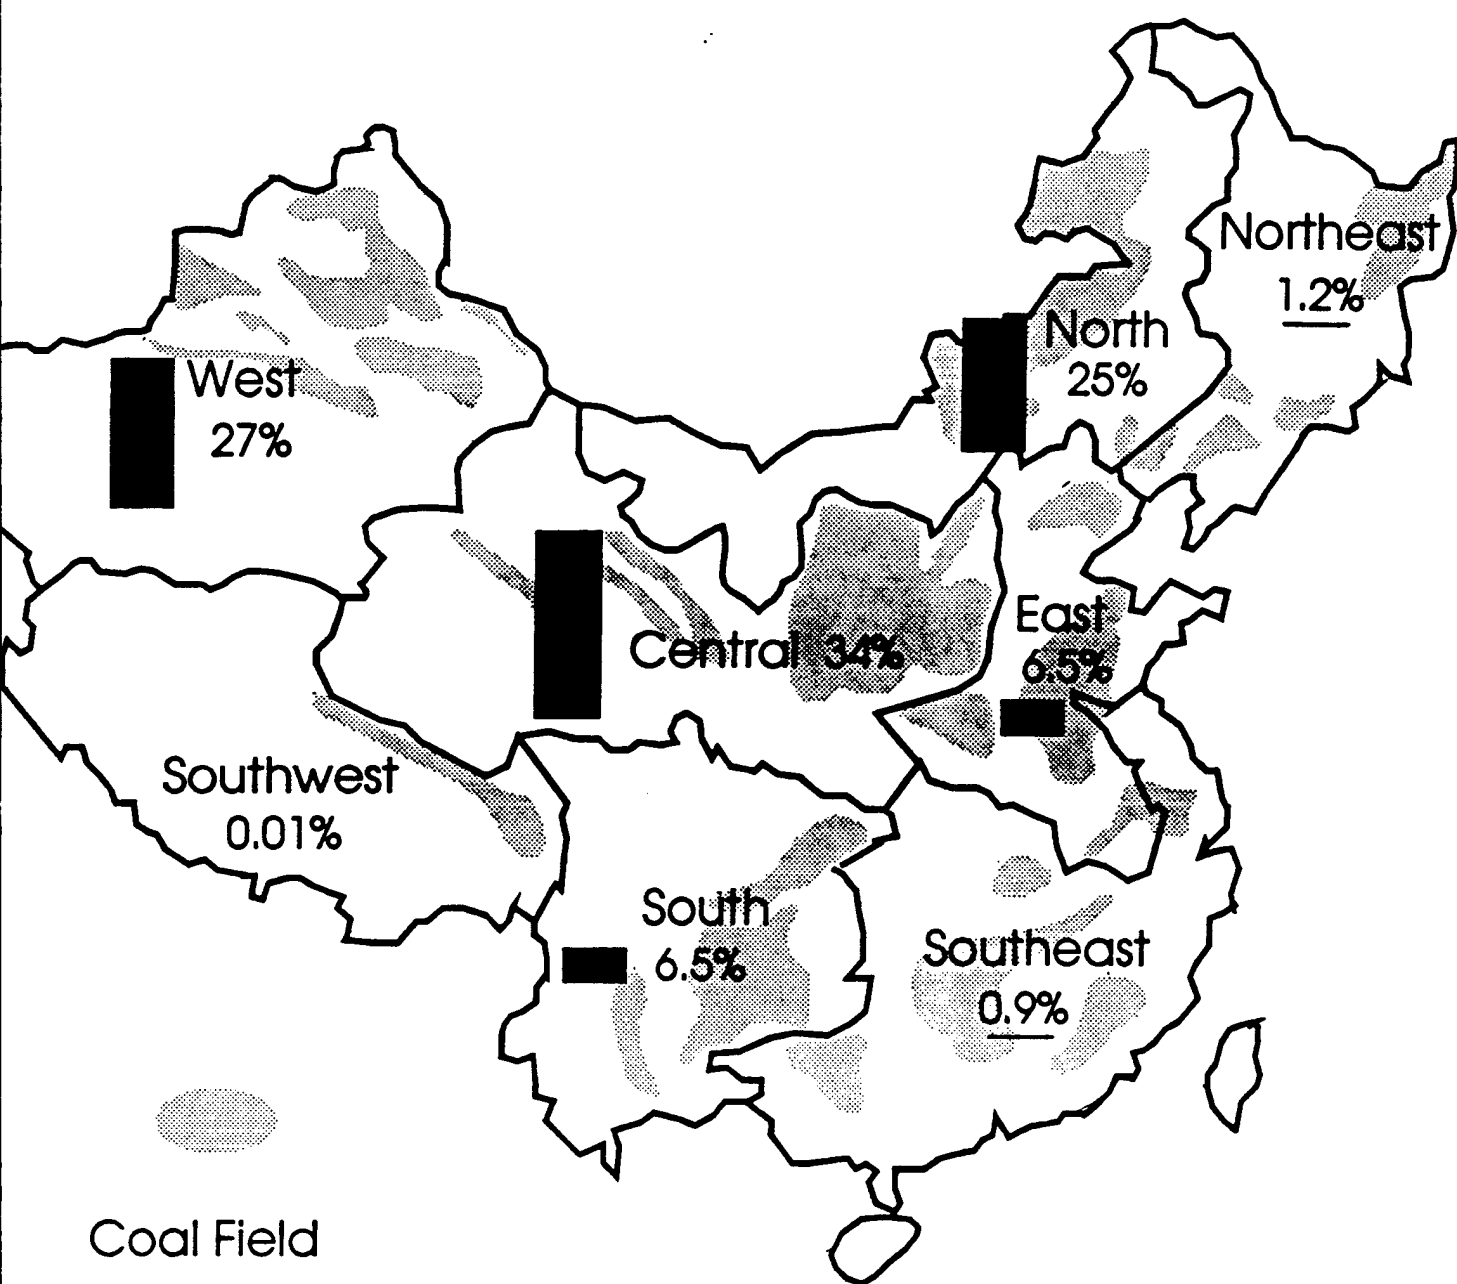 Northeast
1.2%
North
25%
West
27%
East
6.5%
Central 34%
Southwest
0.01%
South
6.5%
Southeast
0.9%
Coal Field